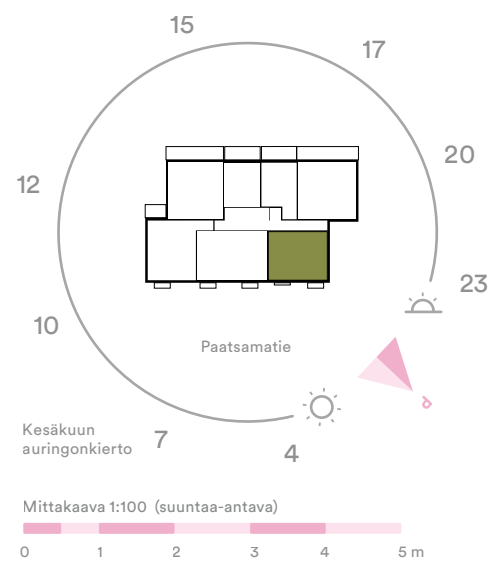 15
17
20
12
23
10
Paatsamatie
P
Kesäkuun
auringonkierto
7
4
Mittakaava 1:100 (suuntaa-antava)
0 1 2 3 4 5 m